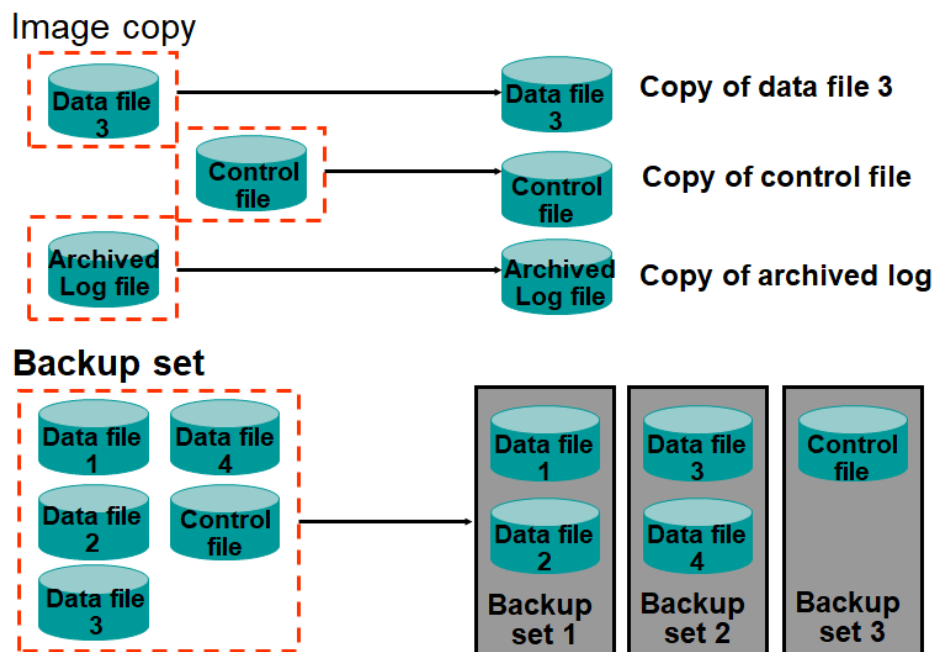 Image copy
Data file
3
Data file
3
Copy of data file 3
Control
file
Control
file
Copy of control file
Archived
Log file
Archived
Log file
Copy of archived log
Backup set
Data file
1
Data file
4
Data file
2
Control
file
Data file
3
Data file
1
Data file
2
Backup
set 1
Data file
3
Data file
4
Backup
set 2
Control
file
Backup
set 3